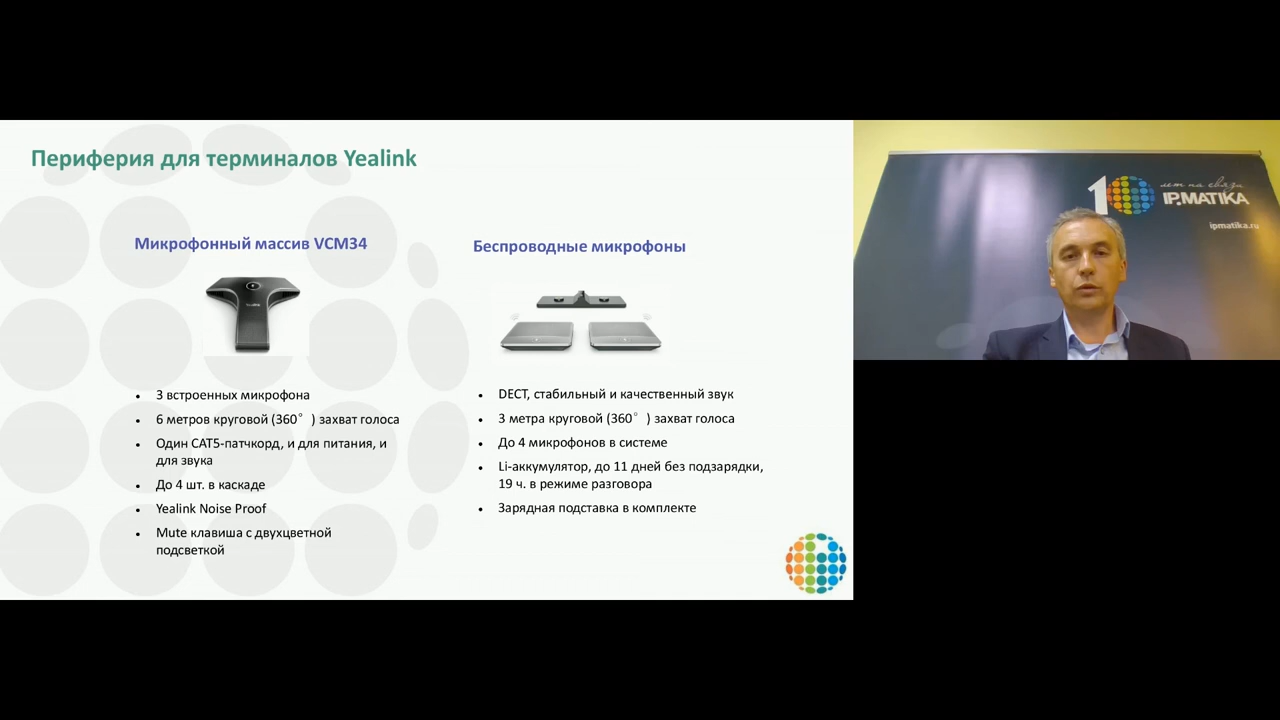 Периферия для терминалов Yealink
Микрофонный массив VCM34
• 3 встроенных микрофона
• 6 метров круговой (360°) захват голоса
• Один CAT5-патчкорд, и для питания, и
для звука
• До 4 шт. в каскаде
• Yealink Noise Proof
• Mute клавиша с двухцветной
подсветкой
Беспроводные микрофоны
• DECT, стабильный и качественный звук
• 3 метра круговой (360°) захват голоса
• До 4 микрофонов в системе
• Li-аккумулятор, до 11 дней без подзарядки,
19 ч. в режиме разговора
• Зарядная подставка в комплекте
10 лет на связи
IPMATIKA
ipmatika.ru